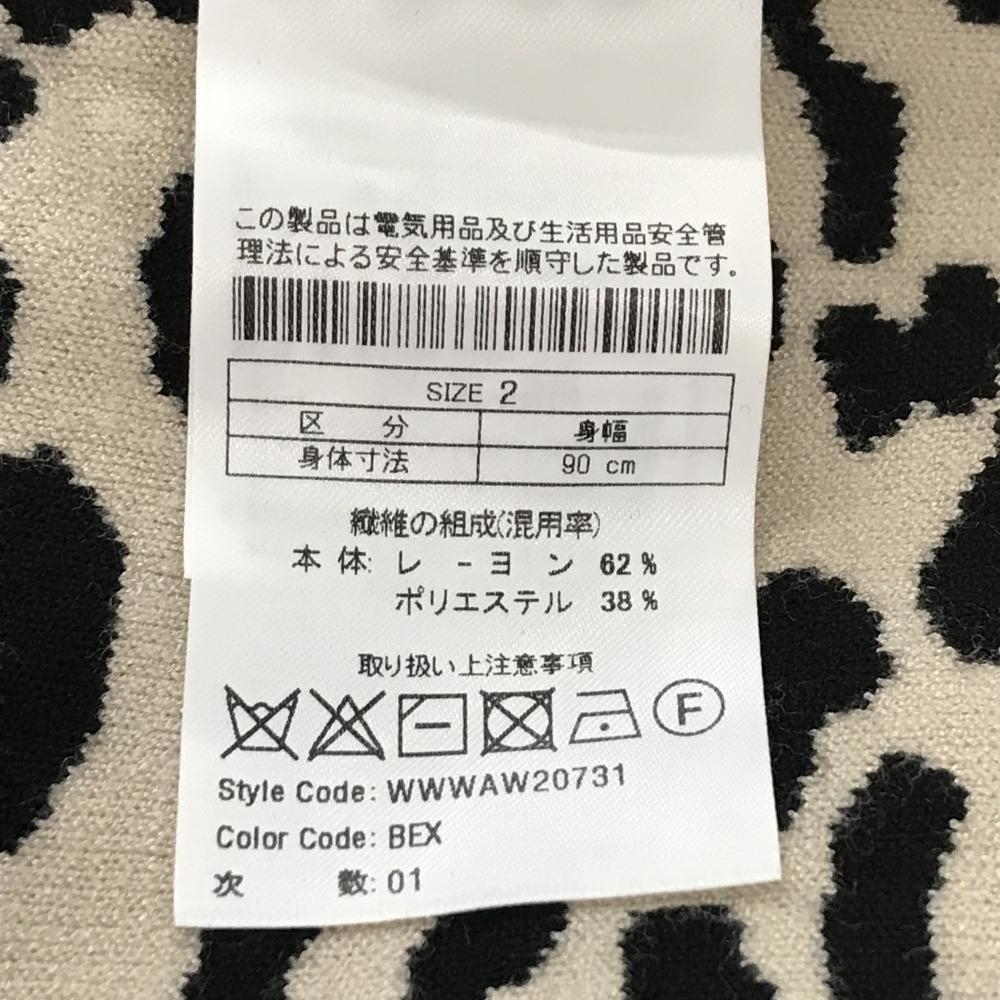 この製品は電気用品及び生活用品安全管
理法による安全基準を順守した製品です。
SIZE 2
区 分 身幅
身体寸法 90 cm
繊維の組成(混用率)
本 体: レ - ヨ ン 62 %
ポリエステル 38 %
取り扱い上注意事項
F
Style Code: WWWAW20731
Color Code: BEX
次 数: 01